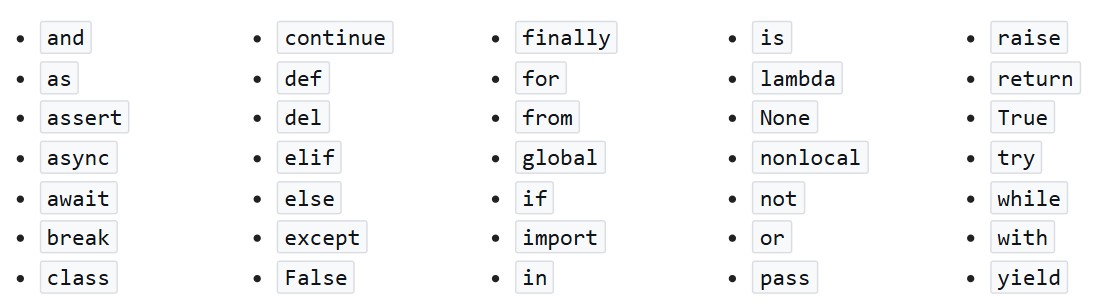 and
as
assert
async
await
break
class
continue
def
del
elif
else
except
False
finally
for
from
global
if
import
in
is
lambda
None
nonlocal
not
or
pass
raise
return
True
try
while
with
yield